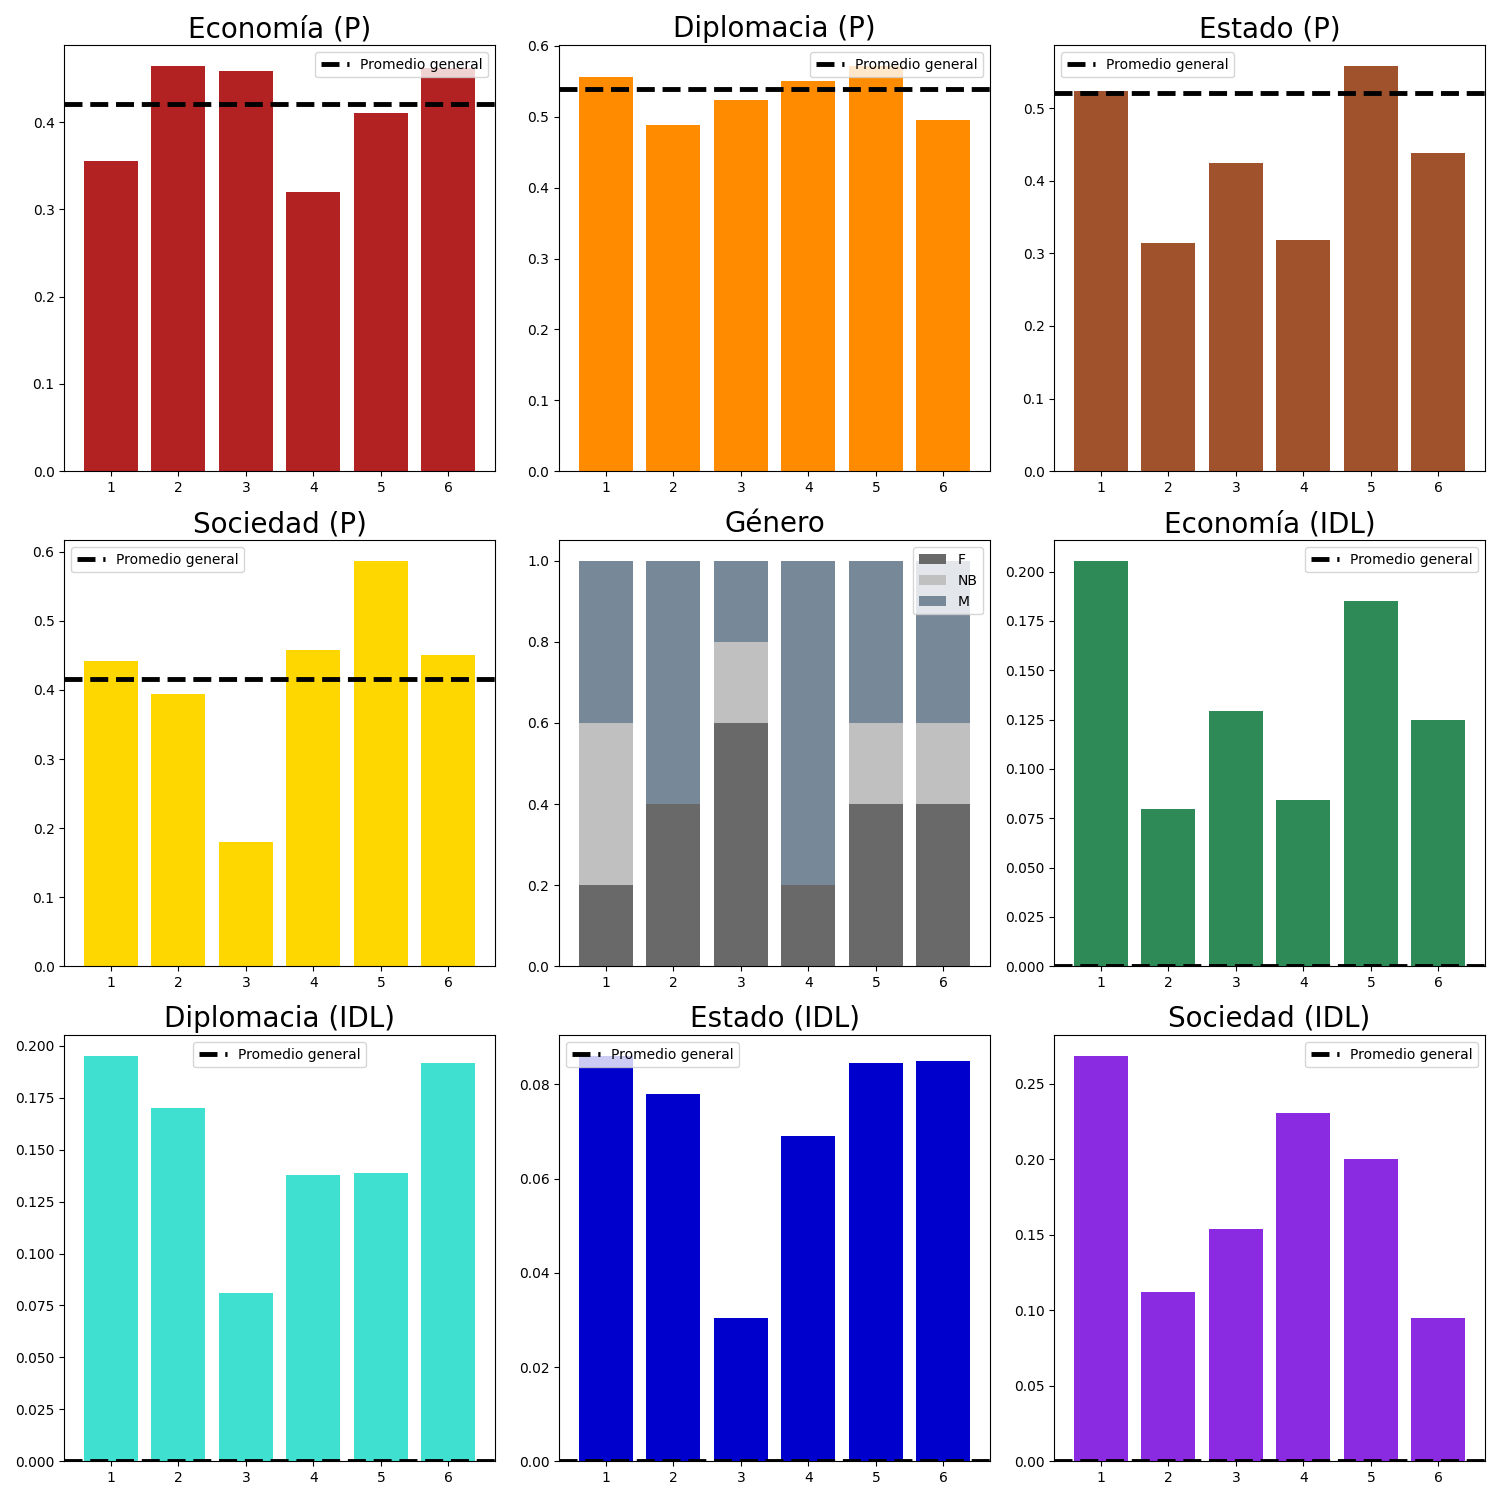 Economía (P)
Promedio general
0.4
0.3
0.2
0.1
0.0
1 2 3 4 5 6
Diplomacia (P)
Promedio general
0.6
0.5
0.4
0.3
0.2
0.1
0.0
1 2 3 4 5 6
Estado (P)
Promedio general
0.5
0.4
0.3
0.2
0.1
0.0
1 2 3 4 5 6
Sociedad (P)
Promedio general
0.6
0.5
0.4
0.3
0.2
0.1
0.0
1 2 3 4 5 6
Género
F
NB
M
1.0
0.8
0.6
0.4
0.2
0.0
1 2 3 4 5 6
Economía (IDL)
Promedio general
0.200
0.175
0.150
0.125
0.100
0.075
0.050
0.025
0.000
1 2 3 4 5 6
Diplomacia (IDL)
Promedio general
0.200
0.175
0.150
0.125
0.100
0.075
0.050
0.025
0.000
1 2 3 4 5 6
Estado (IDL)
Promedio general
0.08
0.06
0.04
0.02
0.00
1 2 3 4 5 6
Sociedad (IDL)
Promedio general
0.25
0.20
0.15
0.10
0.05
0.00
1 2 3 4 5 6